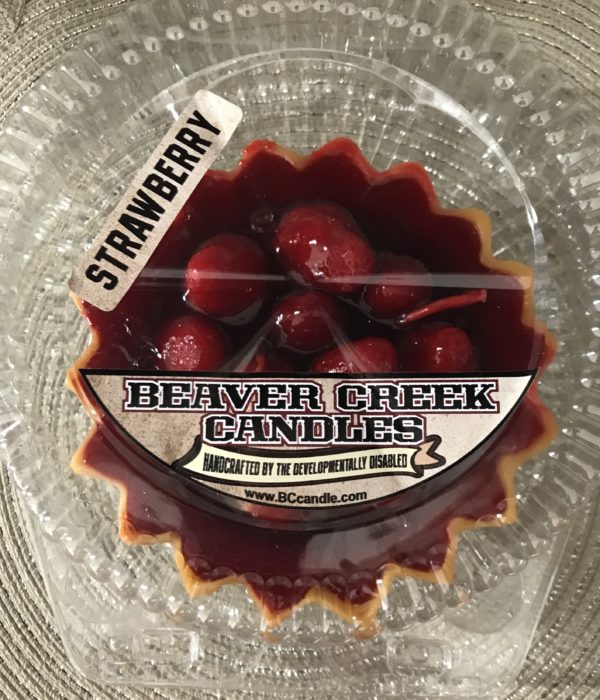 STRAWBERRY
BEAVER CREEK
CANDLES
HANDCRAFTED BY THE DEVELOPMENTALLY DISABLED
www.BCcandle.com